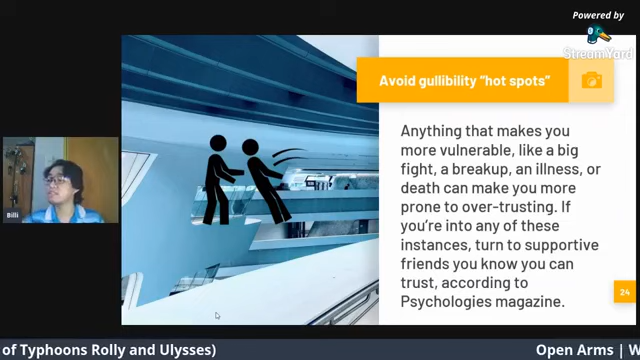 Powered by
StreamYard
Avoid gullibility “hot spots”
Anything that makes you
more vulnerable, like a big
fight, a breakup, an illness, or
death can make you more
prone to over-trusting. If
you’re into any of these
instances, turn to supportive
friends you know you can
trust, according to
Psychologies magazine.
Billi
24
of Typhoons Rolly and Ulysses)
Open Arms | W